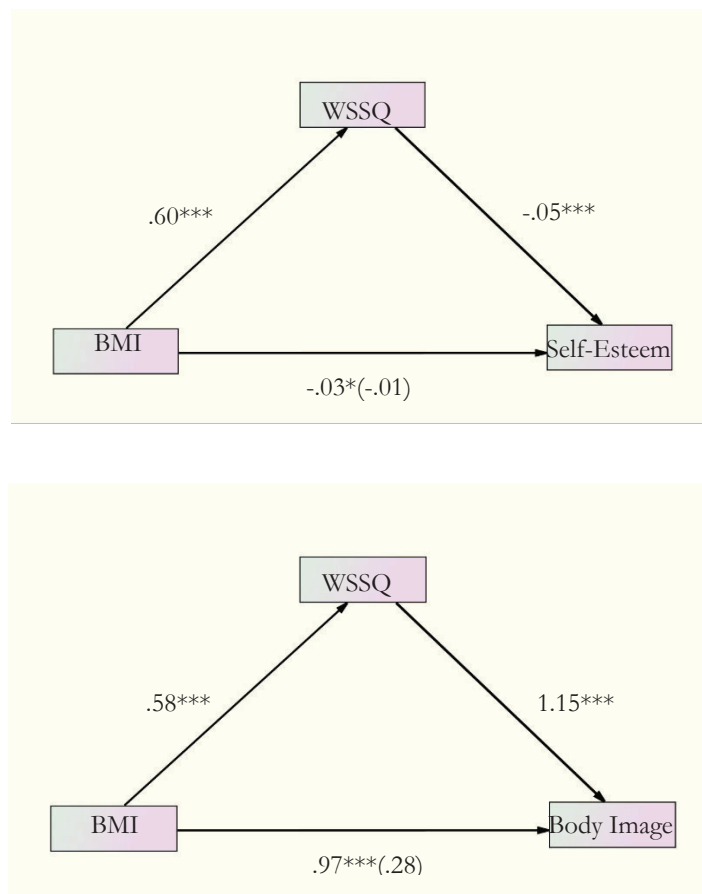 WSSQ
.60***
-.05***
BMI
Self-Esteem
-.03*(-.01)
WSSQ
.58***
1.15***
BMI
Body Image
.97***(.28)